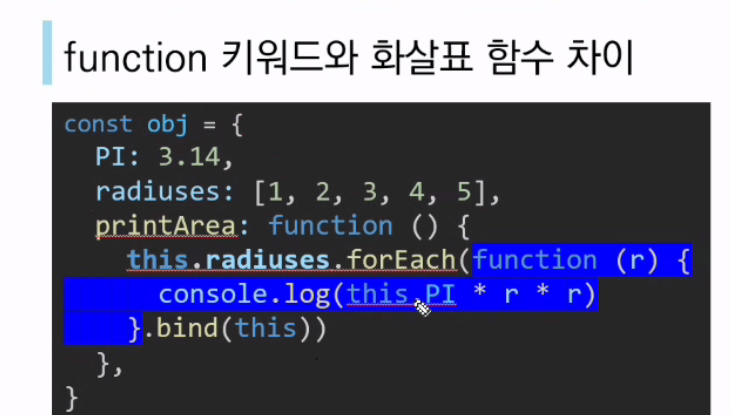 function 키워드와 화살표 함수 차이
const obj = {
  PI: 3.14,
  radiuses: [1, 2, 3, 4, 5],
  printArea: function () {
    this.radiuses.forEach(function (r) {
      console.log(this.PI * r * r)
    }.bind(this))
  },
}